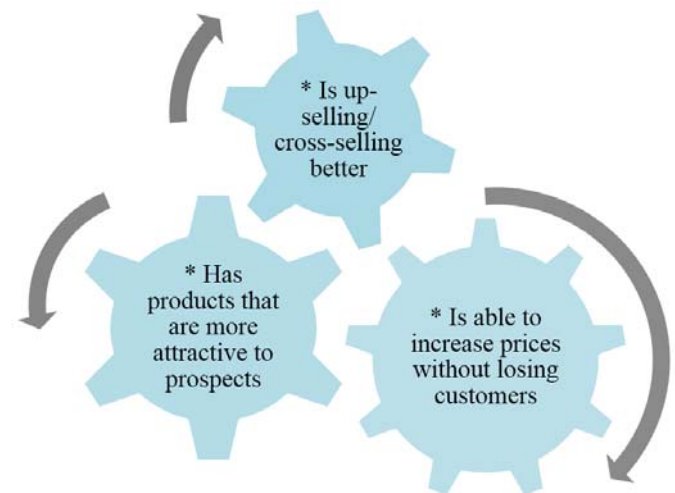 * Is up-
selling/
cross-selling
better
* Has
products that
are more
attractive to
prospects
* Is able to
increase prices
without losing
customers